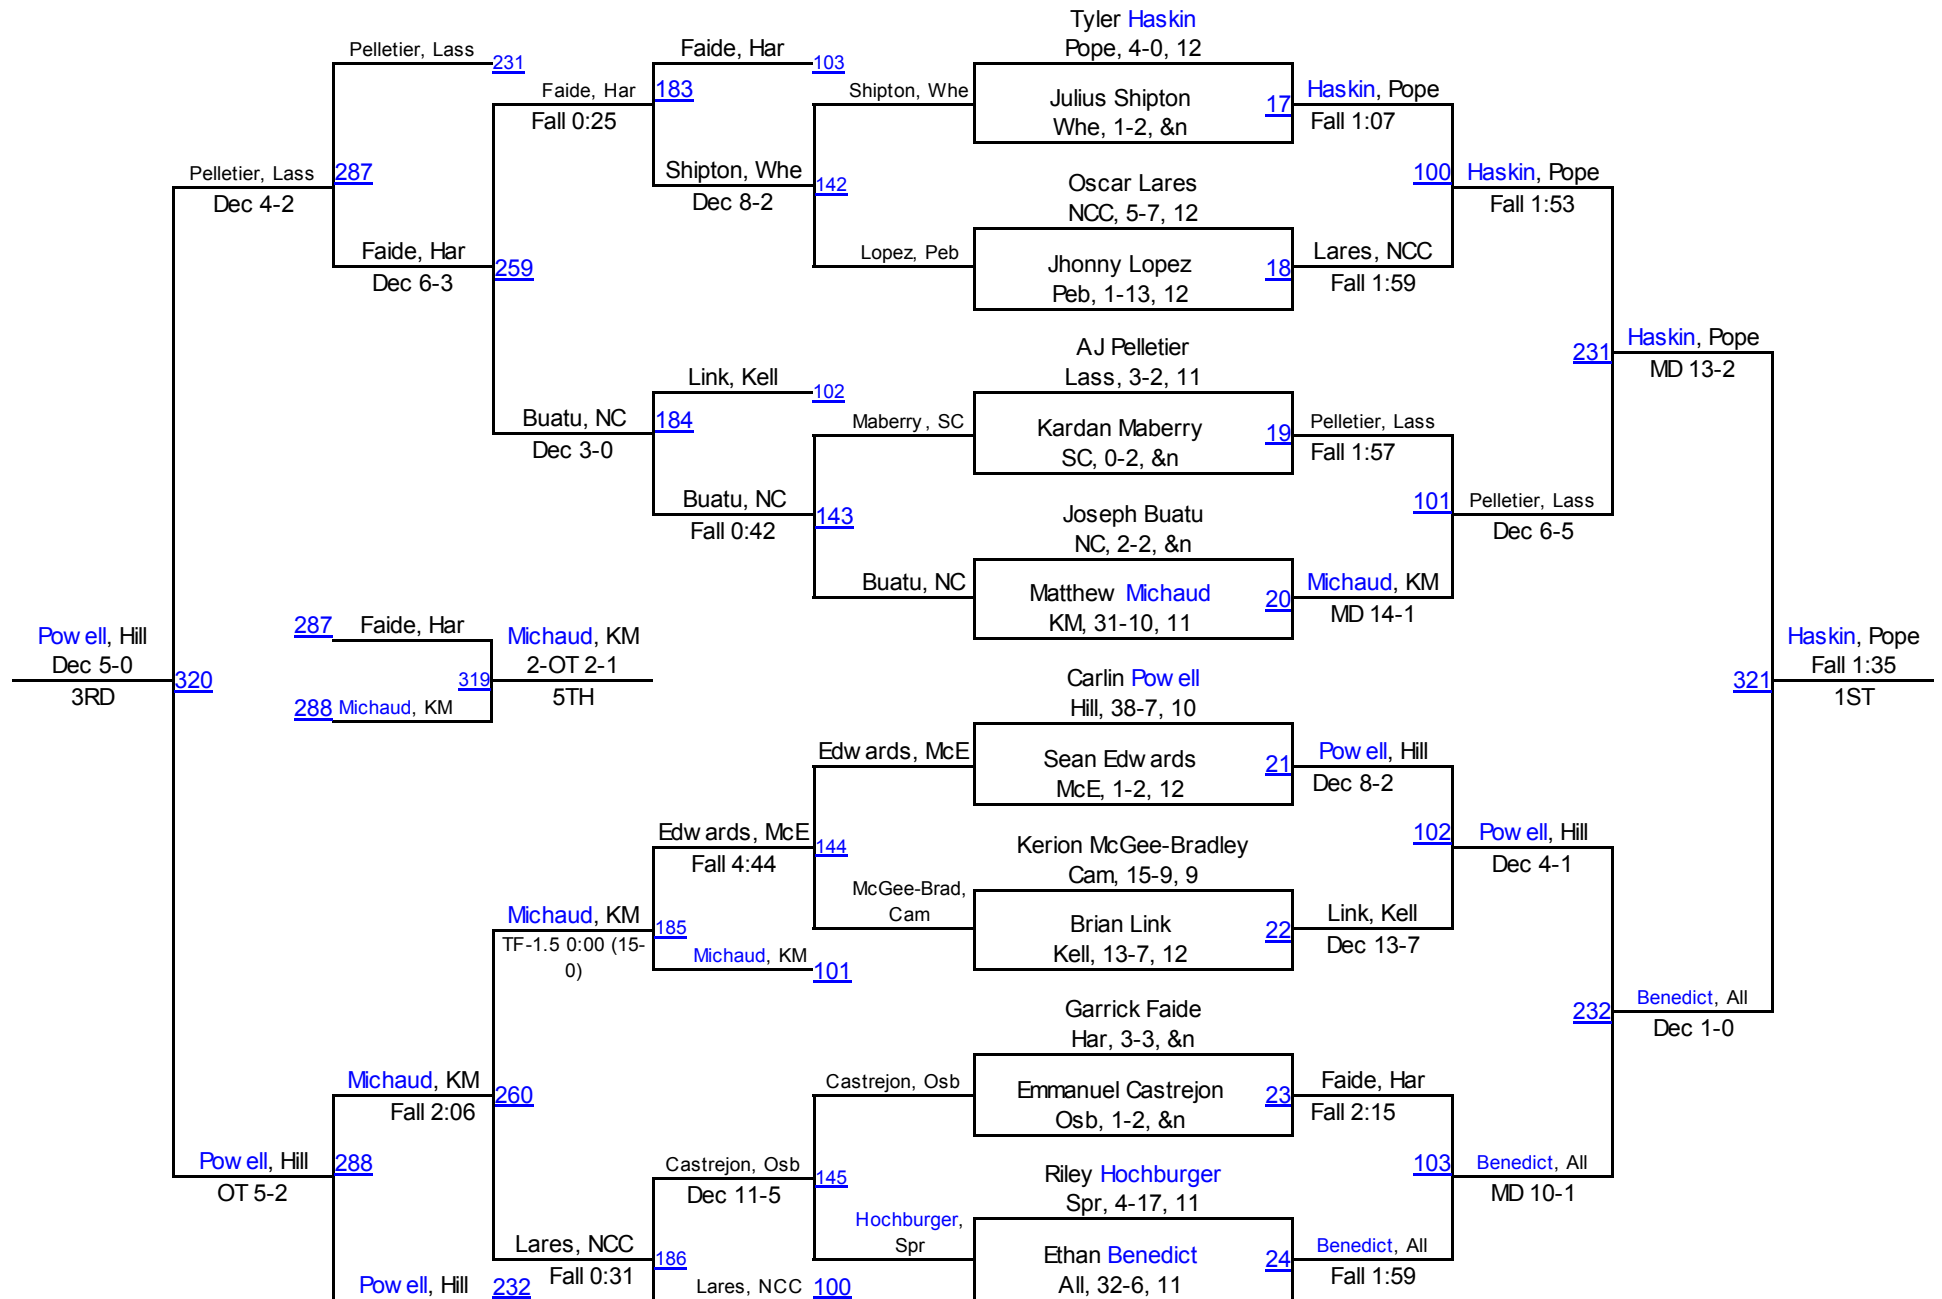 Tyler Haskin
Pelletier, Lass
231
Faide, Har
103
Pope, 4-0, 12
Faide, Har
183
Fall 0:25
Shipton, Whe
Julius Shipton
17
Whe, 1-2, &n
Haskin, Pope
Fall 1:07
Pelletier, Lass
287
Dec 4-2
Shipton, Whe
142
Dec 8-2
Oscar Lares
NCC, 5-7, 12
100
Haskin, Pope
Fall 1:53
Faide, Har
259
Dec 6-3
Lopez, Peb
Jhonny Lopez
18
Peb, 1-13, 12
Lares, NCC
Fall 1:59
AJ Pelletier
Lass, 3-2, 11
231
Haskin, Pope
MD 13-2
Link, Kell
102
Buatu, NC
184
Dec 3-0
Maberry, SC
Kardan Maberry
19
SC, 0-2, &n
Pelletier, Lass
Fall 1:57
Buatu, NC
143
Fall 0:42
Joseph Buatu
NC, 2-2, &n
101
Pelletier, Lass
Dec 6-5
Buatu, NC
Matthew Michaud
20
KM, 31-10, 11
Michaud, KM
MD 14-1
Powell, Hill
Dec 5-0
3RD
320
287
Faide, Har
288
Michaud, KM
319
Michaud, KM
2-OT 2-1
5TH
Carlin Powell
Hill, 38-7, 10
321
Haskin, Pope
Fall 1:35
1ST
Edwards, McE
Sean Edwards
21
McE, 1-2, 12
Powell, Hill
Dec 8-2
Edwards, McE
144
Fall 4:44
Kerion McGee-Bradley
Cam, 15-9, 9
102
Powell, Hill
Dec 4-1
McGee-Brad,
Cam
Brian Link
22
Kell, 13-7, 12
Link, Kell
Dec 13-7
Michaud, KM
TF-1.5 0:00 (15-
0)
185
Michaud, KM
101
Garrick Faide
Har, 3-3, &n
232
Benedict, All
Dec 1-0
Michaud, KM
260
Fall 2:06
Castrejon, Osb
Emmanuel Castrejon
23
Osb, 1-2, &n
Faide, Har
Fall 2:15
Powell, Hill
288
OT 5-2
Castrejon, Osb
145
Dec 11-5
Riley Hochburger
Spr, 4-17, 11
103
Benedict, All
MD 10-1
Hochburger,
Spr
Ethan Benedict
24
All, 32-6, 11
Benedict, All
Fall 1:59
Lares, NCC
186
Fall 0:31
Powell, Hill
232
Lares, NCC
100